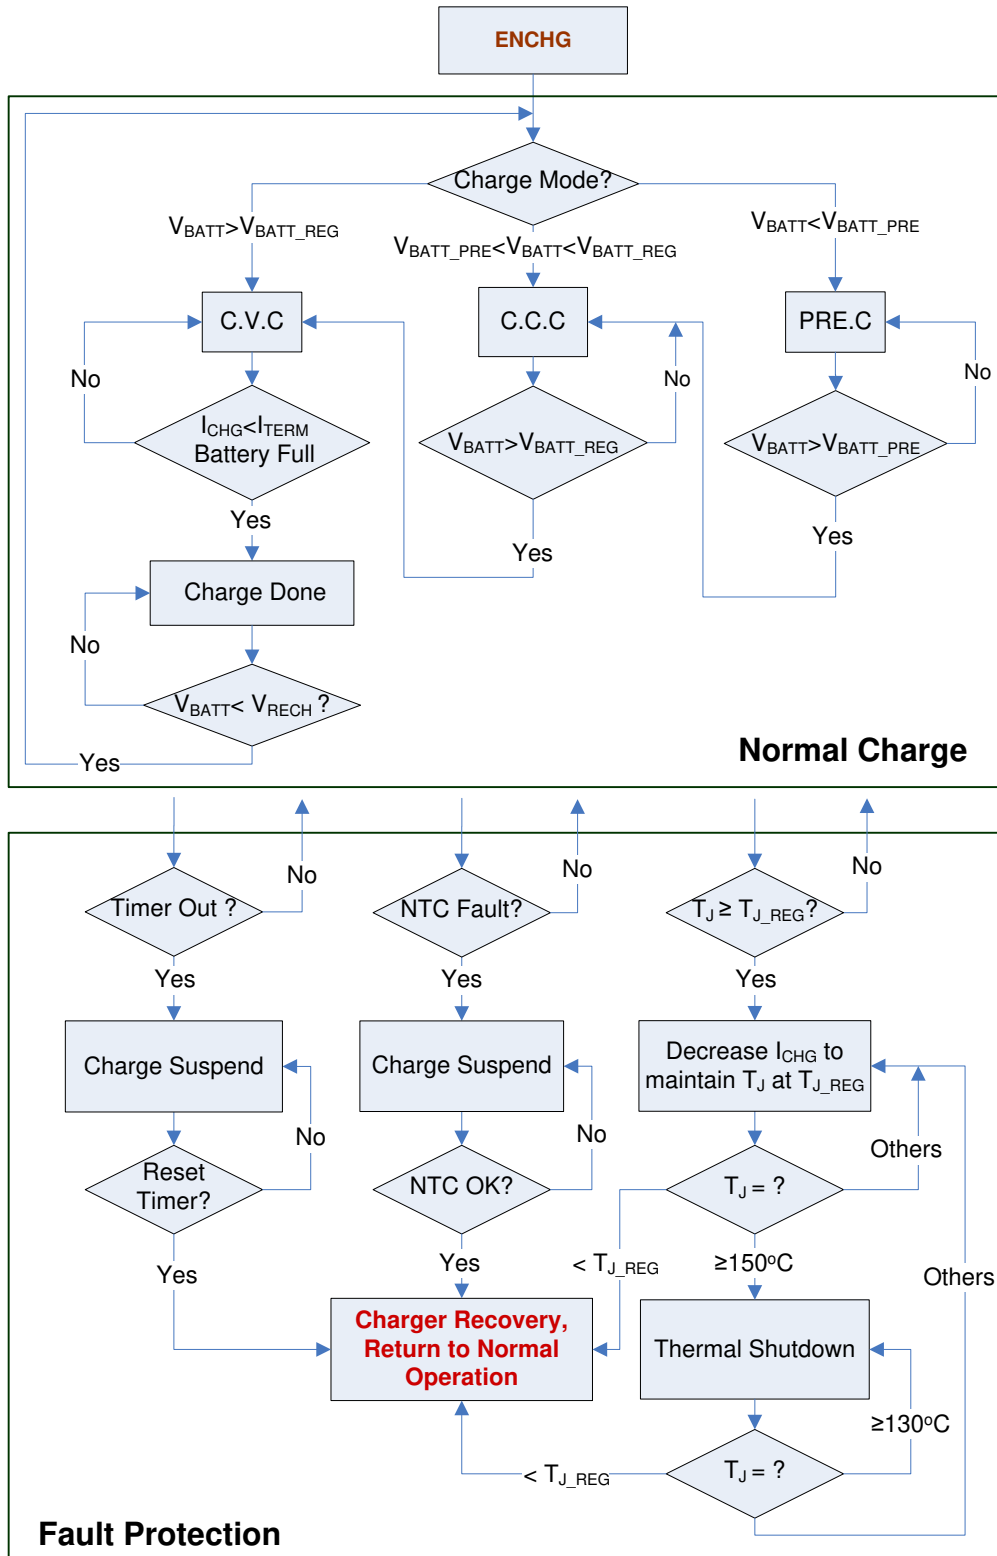 ENCHG
Charge Mode?
VBATT>VBATT_REG
VBATT_PRE<VBATT<VBATT_REG
VBATT<VBATT_PRE
C.V.C
C.C.C
PRE.C
No
No
No
ICHG<ITERM
Battery Full
VBATT>VBATT_REG
VBATT>VBATT_PRE
Yes
Yes
Yes
Charge Done
No
VBATT< VRECH ?
Yes
Normal Charge
No
No
No
Timer Out ?
NTC Fault?
TJ ≥ TJ_REG?
Yes
Yes
Yes
Charge Suspend
Charge Suspend
Decrease ICHG to
maintain TJ at TJ_REG
No
No
Others
Reset
Timer?
NTC OK?
TJ = ?
Yes
Yes
< TJ_REG
≥150oC
Others
Charger Recovery,
Return to Normal
Operation
Thermal Shutdown
≥130oC
< TJ_REG
TJ = ?
Fault Protection